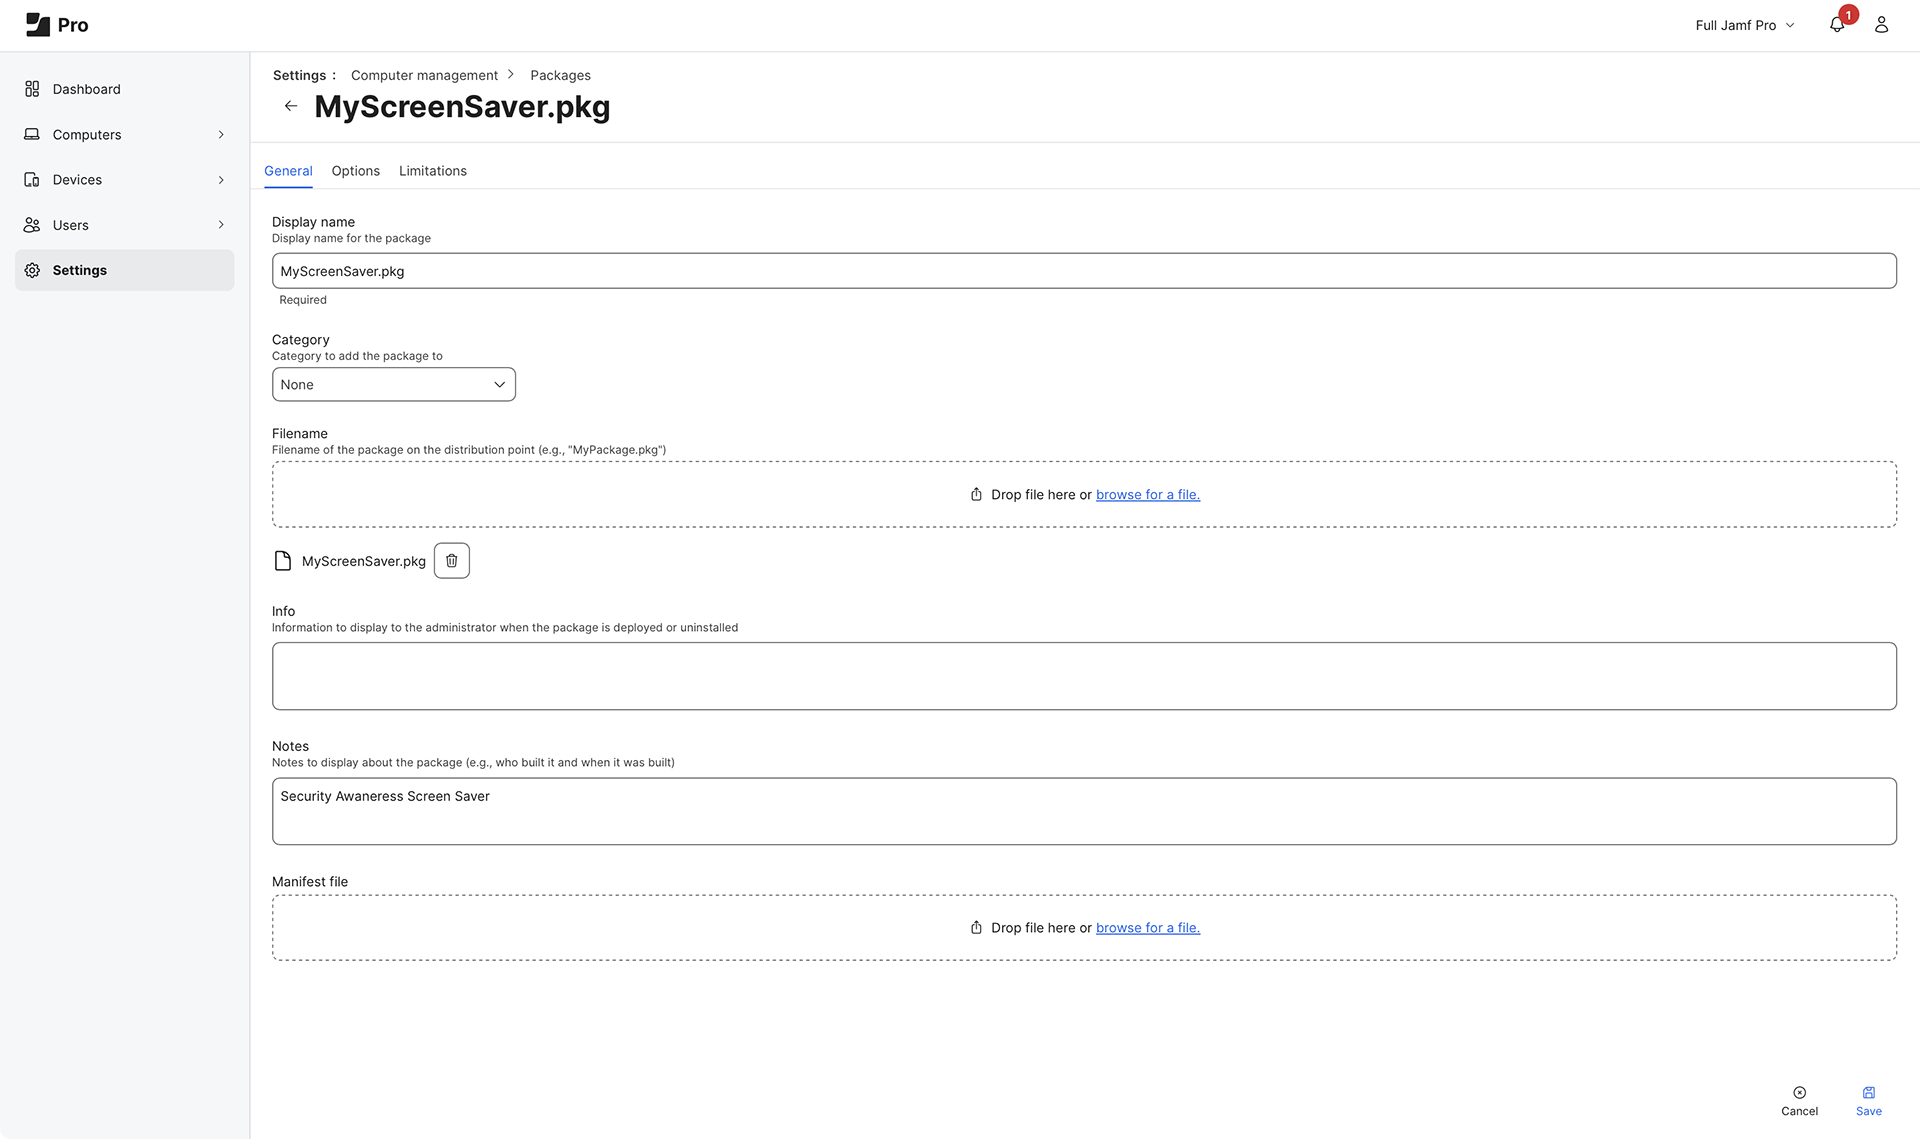 Pro
Full Jamf Pro
1
Dashboard
Computers
Devices
Users
Settings
Settings : Computer management Packages
MyScreenSaver.pkg
General Options Limitations
Display name
Display name for the package
MyScreenSaver.pkg
Required
Category
Category to add the package to
None
Filename
Filename of the package on the distribution point (e.g., "MyPackage.pkg")
Drop file here or browse for a file.
MyScreenSaver.pkg
Info
Information to display to the administrator when the package is deployed or uninstalled
Notes
Notes to display about the package (e.g., who built it and when it was built)
Security Awaneress Screen Saver
Manifest file
Drop file here or browse for a file.
Cancel Save